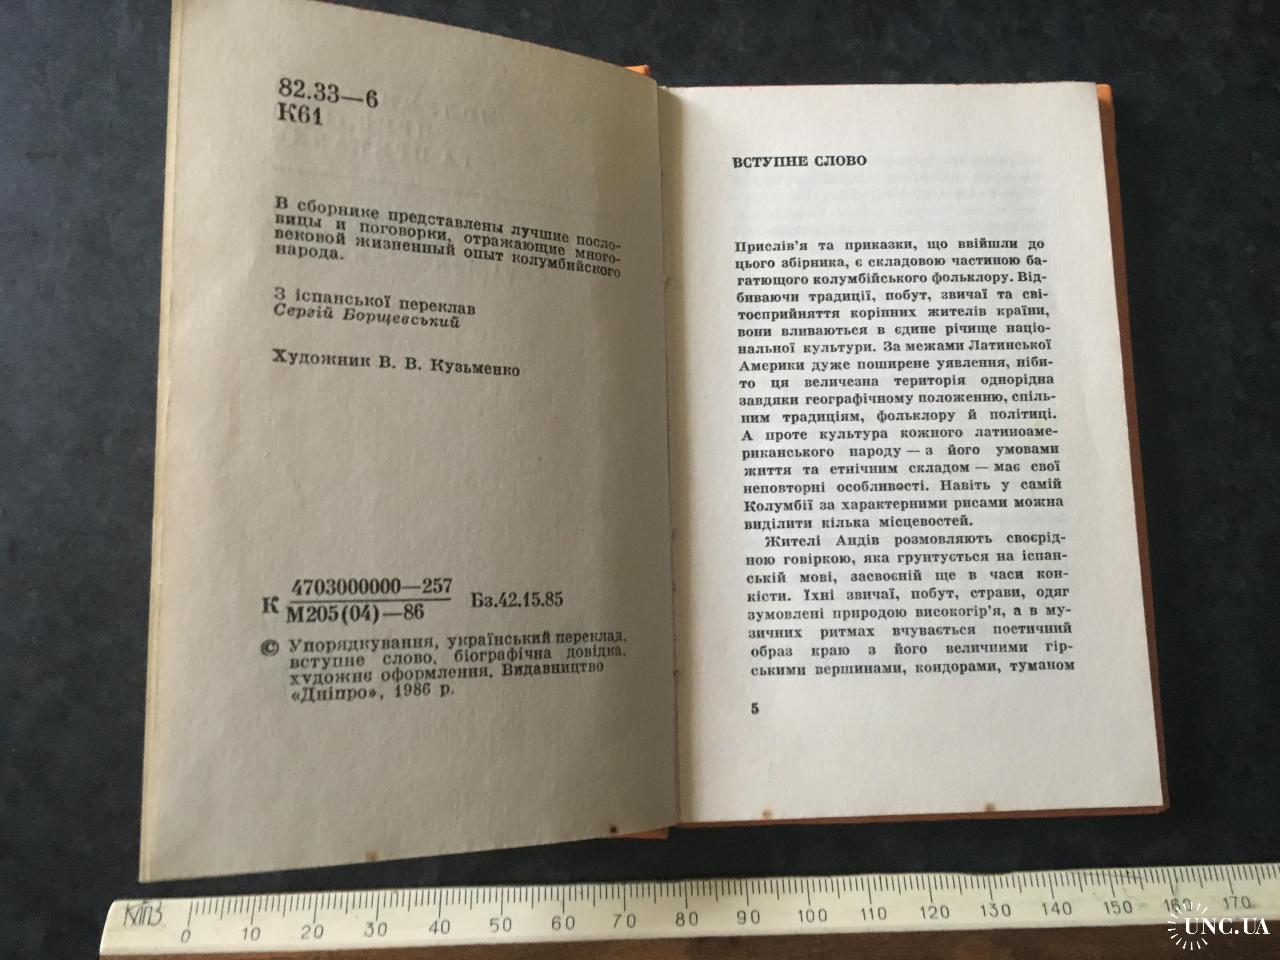 82.33—6
К61
В сборнике представлены лучшие посло-
вицы и поговорки, отражающие много-
вековой жизненный опыт колумбийского
народа.
З іспанської переклав
Сергій Борщевський
Художник В. В. Кузьменко
К 4703000000—257
М205(04)—86
Бз.42.15.85
© Упорядкування, український переклад,
вступне слово, біографічна довідка,
художнє оформлення. Видавництво
«Дніпро», 1986 р.
ВСТУПНЕ СЛОВО
Прислів'я та приказки, що ввійшли до
цього збірника, є складовою частиною ба-
гатющого колумбійського фольклору. Від-
биваючи традиції, побут, звичаї та сві-
тосприйняття корінних жителів країни,
вони вливаються в єдине річище націо-
нальної культури. За межами Латинської
Америки дуже поширене уявлення, ніби-
то ця величезна територія однорідна
завдяки географічному положенню, спіль-
ним традиціям, фольклору й політиці.
А проте культура кожного латиноаме-
риканського народу — з його умовами
життя та етнічним складом — має свої
неповторні особливості. Навіть у самій
Колумбії за характерними рисами можна
виділити кілька місцевостей.
Жителі Андів розмовляють своєрід-
ною говіркою, яка грунтується на іспан-
ській мові, засвоєній ще в часи кон-
кісти. Їхні звичаї, побут, страви, одяг
зумовлені природою високогір'я, а в му-
зичних ритмах вчувається поетичний
образ краю з його величними гір-
ськими вершинами, кондорами, туманом
5
0 10 20 30 40 50 60 70 80 90 100 110 120 130 140 150 160 170
UNC.UA